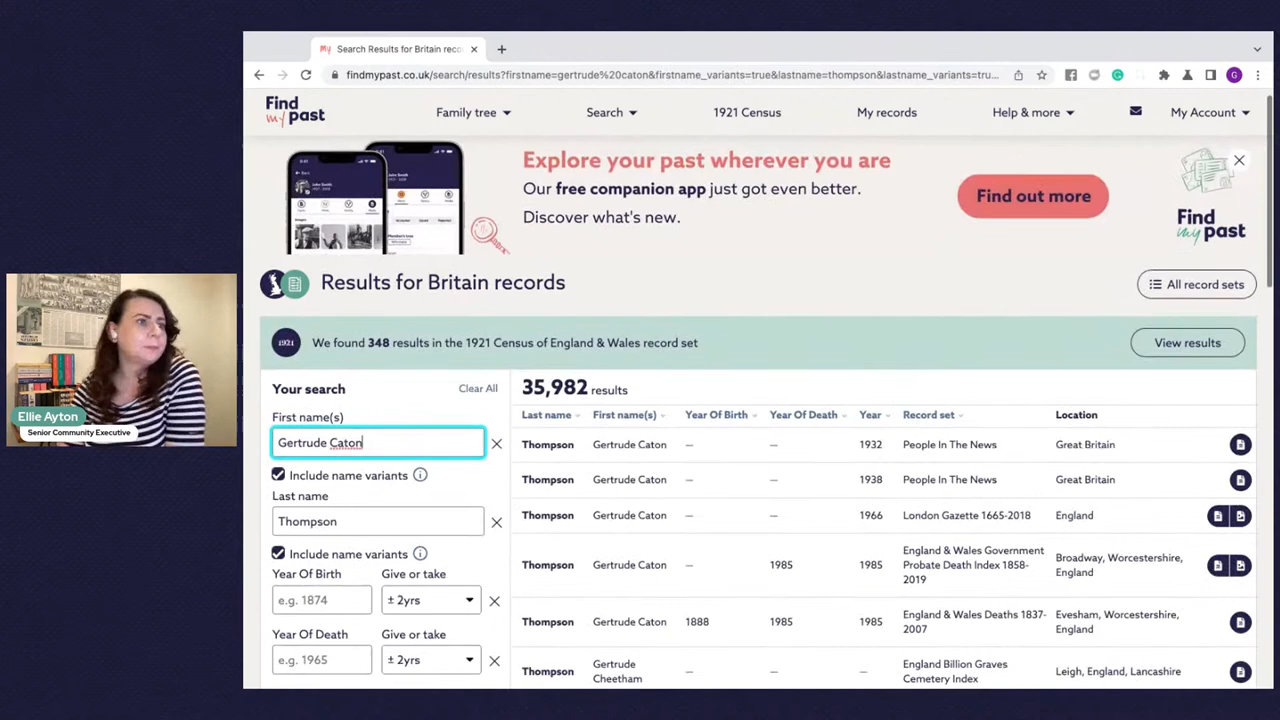 My Search Results for Britain reco
findmypast.co.uk/search/results?firstname=gertrude%20caton&firstname_variants=true&lastname=thompson&lastname_variants=tru...
G
Find my past
Family tree
Search
1921 Census
My records
Help & more
My Account
Explore your past wherever you are
Our free companion app just got even better.
Discover what's new.
Find out more
Find my past
Results for Britain records
All record sets
1921
We found 348 results in the 1921 Census of England & Wales record set
View results
Your search
Clear All
First name(s)
Gertrude Caton
Include name variants
Last name
Thompson
Include name variants
Year Of Birth
Give or take
e.g. 1874
± 2yrs
Year Of Death
Give or take
e.g. 1965
± 2yrs
35,982 results
Last name First name(s) Year Of Birth Year Of Death Year Record set Location
Thompson Gertrude Caton — — 1932 People In The News Great Britain
Thompson Gertrude Caton — — 1938 People In The News Great Britain
Thompson Gertrude Caton — — 1966 London Gazette 1665-2018 England
Thompson Gertrude Caton — 1985 1985 England & Wales Government Probate Death Index 1858-2019 Broadway, Worcestershire, England
Thompson Gertrude Caton 1888 1985 1985 England & Wales Deaths 1837-2007 Evesham, Worcestershire, England
Thompson Gertrude Cheetham — — — England Billion Graves Cemetery Index Leigh, England, Lancashire
Ellie Ayton
Senior Community Executive